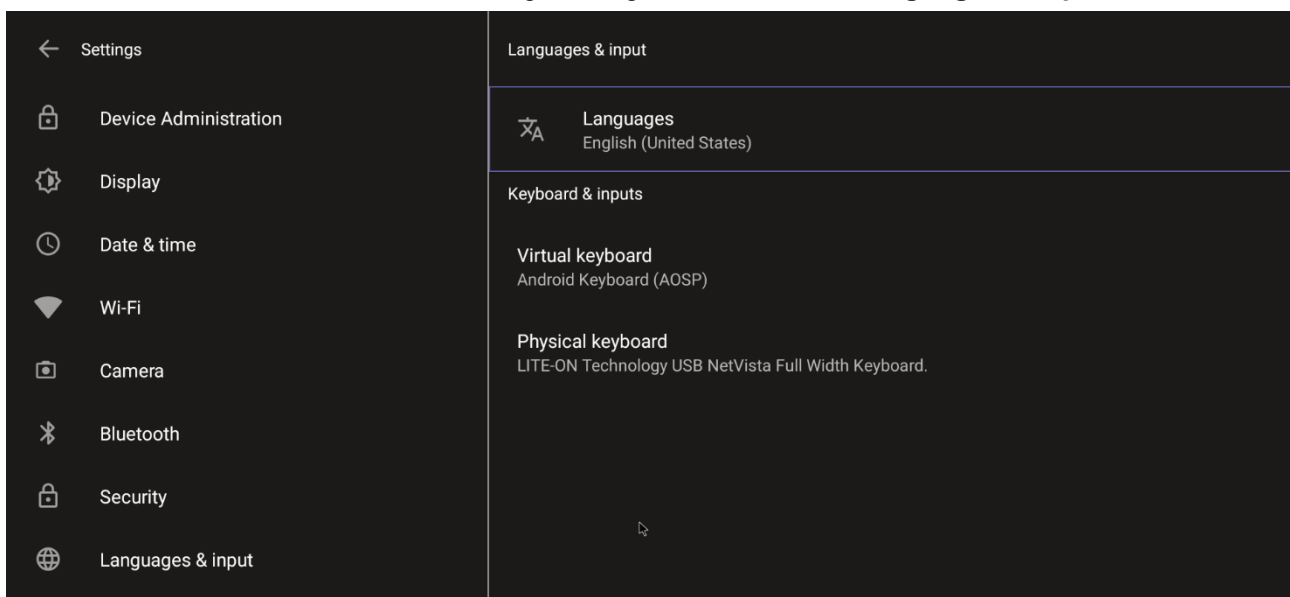 Settings
Device Administration
Display
Date & time
Wi-Fi
Camera
Bluetooth
Security
Languages & input
Languages & input
Languages
English (United States)
Keyboard & inputs
Virtual keyboard
Android Keyboard (AOSP)
Physical keyboard
LITE-ON Technology USB NetVista Full Width Keyboard.